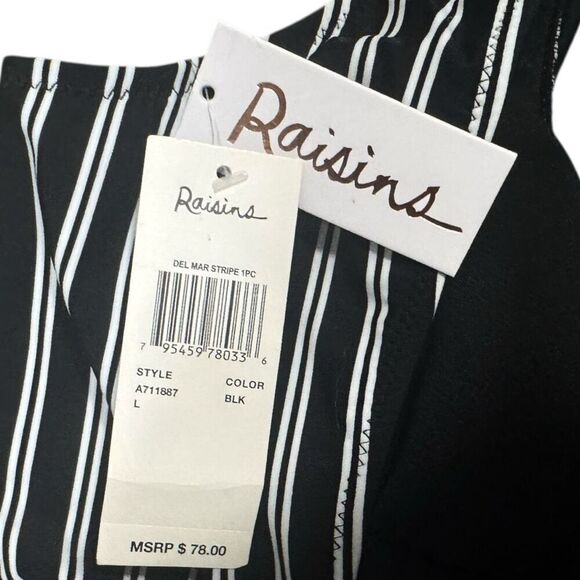 Raisins
Raisins
DEL MAR STRIPE 1PC
7 95459 78033 6
STYLE COLOR
A711887 BLK
L
MSRP $ 78.00